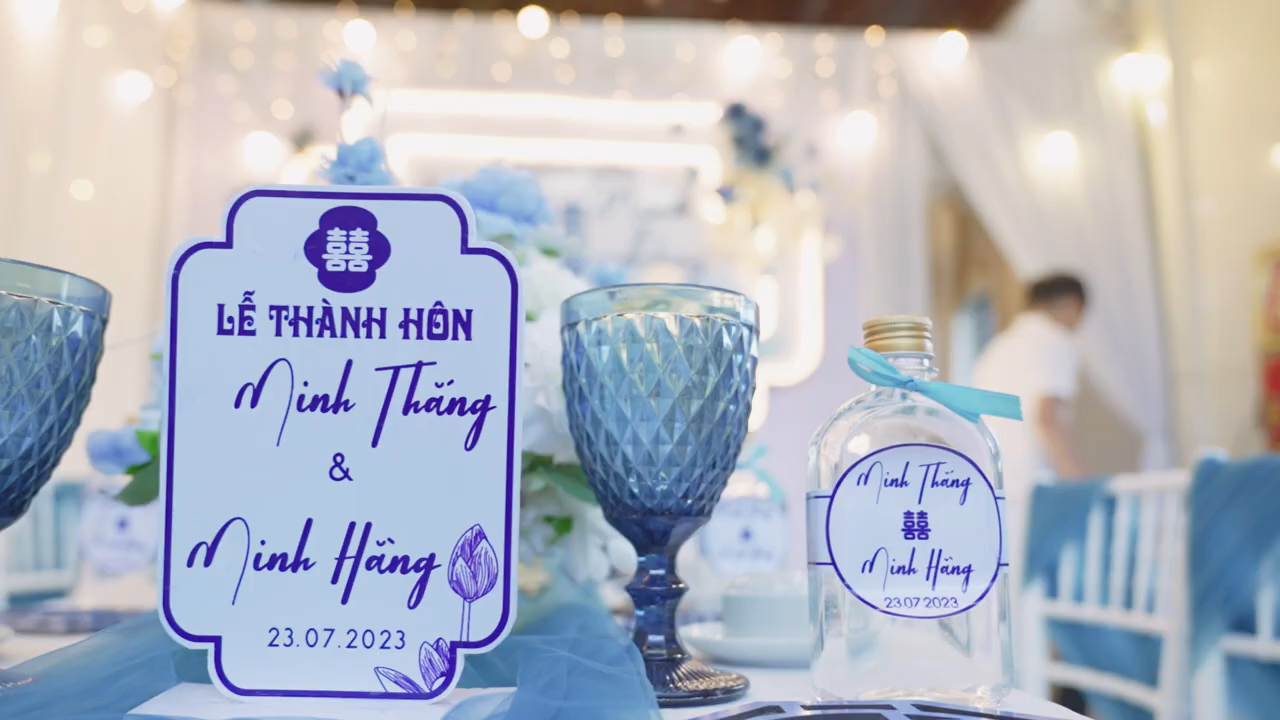 囍
LỄ THÀNH HÔN
Minh Thắng
&
Minh Hằng
23.07.2023
Minh Thắng
囍
Minh Hằng
23.07.2023